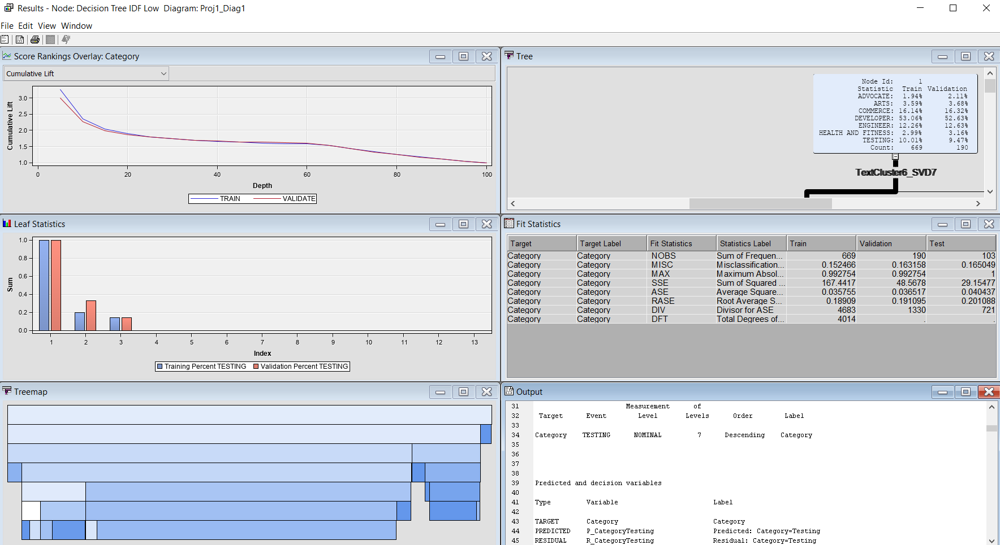 Results - Node: Decision Tree IDF Low  Diagram: Proj1_Diag1
File Edit View Window
Score Rankings Overlay: Category
Cumulative Lift
Cumulative Lift
3.0
2.5
2.0
1.5
1.0
0 20 40 60 80 100
Depth
TRAIN VALIDATE
Tree
Node Id: 1
Statistic Train Validation
ADVOCATE: 1.94% 2.11%
ARTS: 3.59% 3.68%
COMMERCE: 16.14% 16.32%
DEVELOPER: 53.06% 52.63%
ENGINEER: 12.26% 12.63%
HEALTH AND FITNESS: 2.99% 3.16%
TESTING: 10.01% 9.47%
Count: 669 190
TextCluster6_SVD7
Leaf Statistics
Sum
1.0
0.8
0.6
0.4
0.2
0.0
1 2 3 4 5 6 7 8 9 10 11 12 13
Index
Training Percent TESTING Validation Percent TESTING
Fit Statistics
Target Target Label Fit Statistics Statistics Label Train Validation Test
Category Category NOBS Sum of Frequen... 669 190 103
Category Category MISC Misclassification... 0.152466 0.163158 0.165049
Category Category MAX Maximum Absol... 0.992754 0.992754 1
Category Category SSE Sum of Squared ... 167.4417 48.5678 29.15477
Category Category ASE Average Square... 0.035755 0.036517 0.040437
Category Category RASE Root Average S... 0.18909 0.191095 0.201088
Category Category DIV Divisor for ASE 4683 1330 721
Category Category DFT Total Degrees of... 4014 . .
Treemap
Output
31 Measurement of
32 Target Event Level Levels Order Label
33
34 Category TESTING NOMINAL 7 Descending Category
35
36
37
38
39 Predicted and decision variables
40
41 Type Variable Label
42
43 TARGET Category Category
44 PREDICTED P_CategoryTesting Predicted: Category=Testing
45 RESIDUAL R_CategoryTesting Residual: Category=Testing